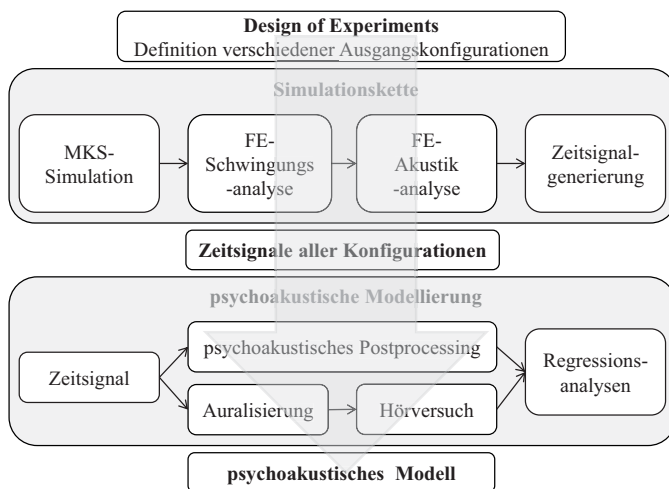 Design of Experiments
Definition verschiedener Ausgangskonfigurationen
Simulationskette
MKS-
Simulation
FE-
Schwingungs
-analyse
FE-
Akustik
-analyse
Zeitsignal-
generierung
Zeitsignale aller Konfigurationen
psychoakustische Modellierung
Zeitsignal
psychoakustisches Postprocessing
Auralisierung
Hörversuch
Regressions-
analysen
psychoakustisches Modell